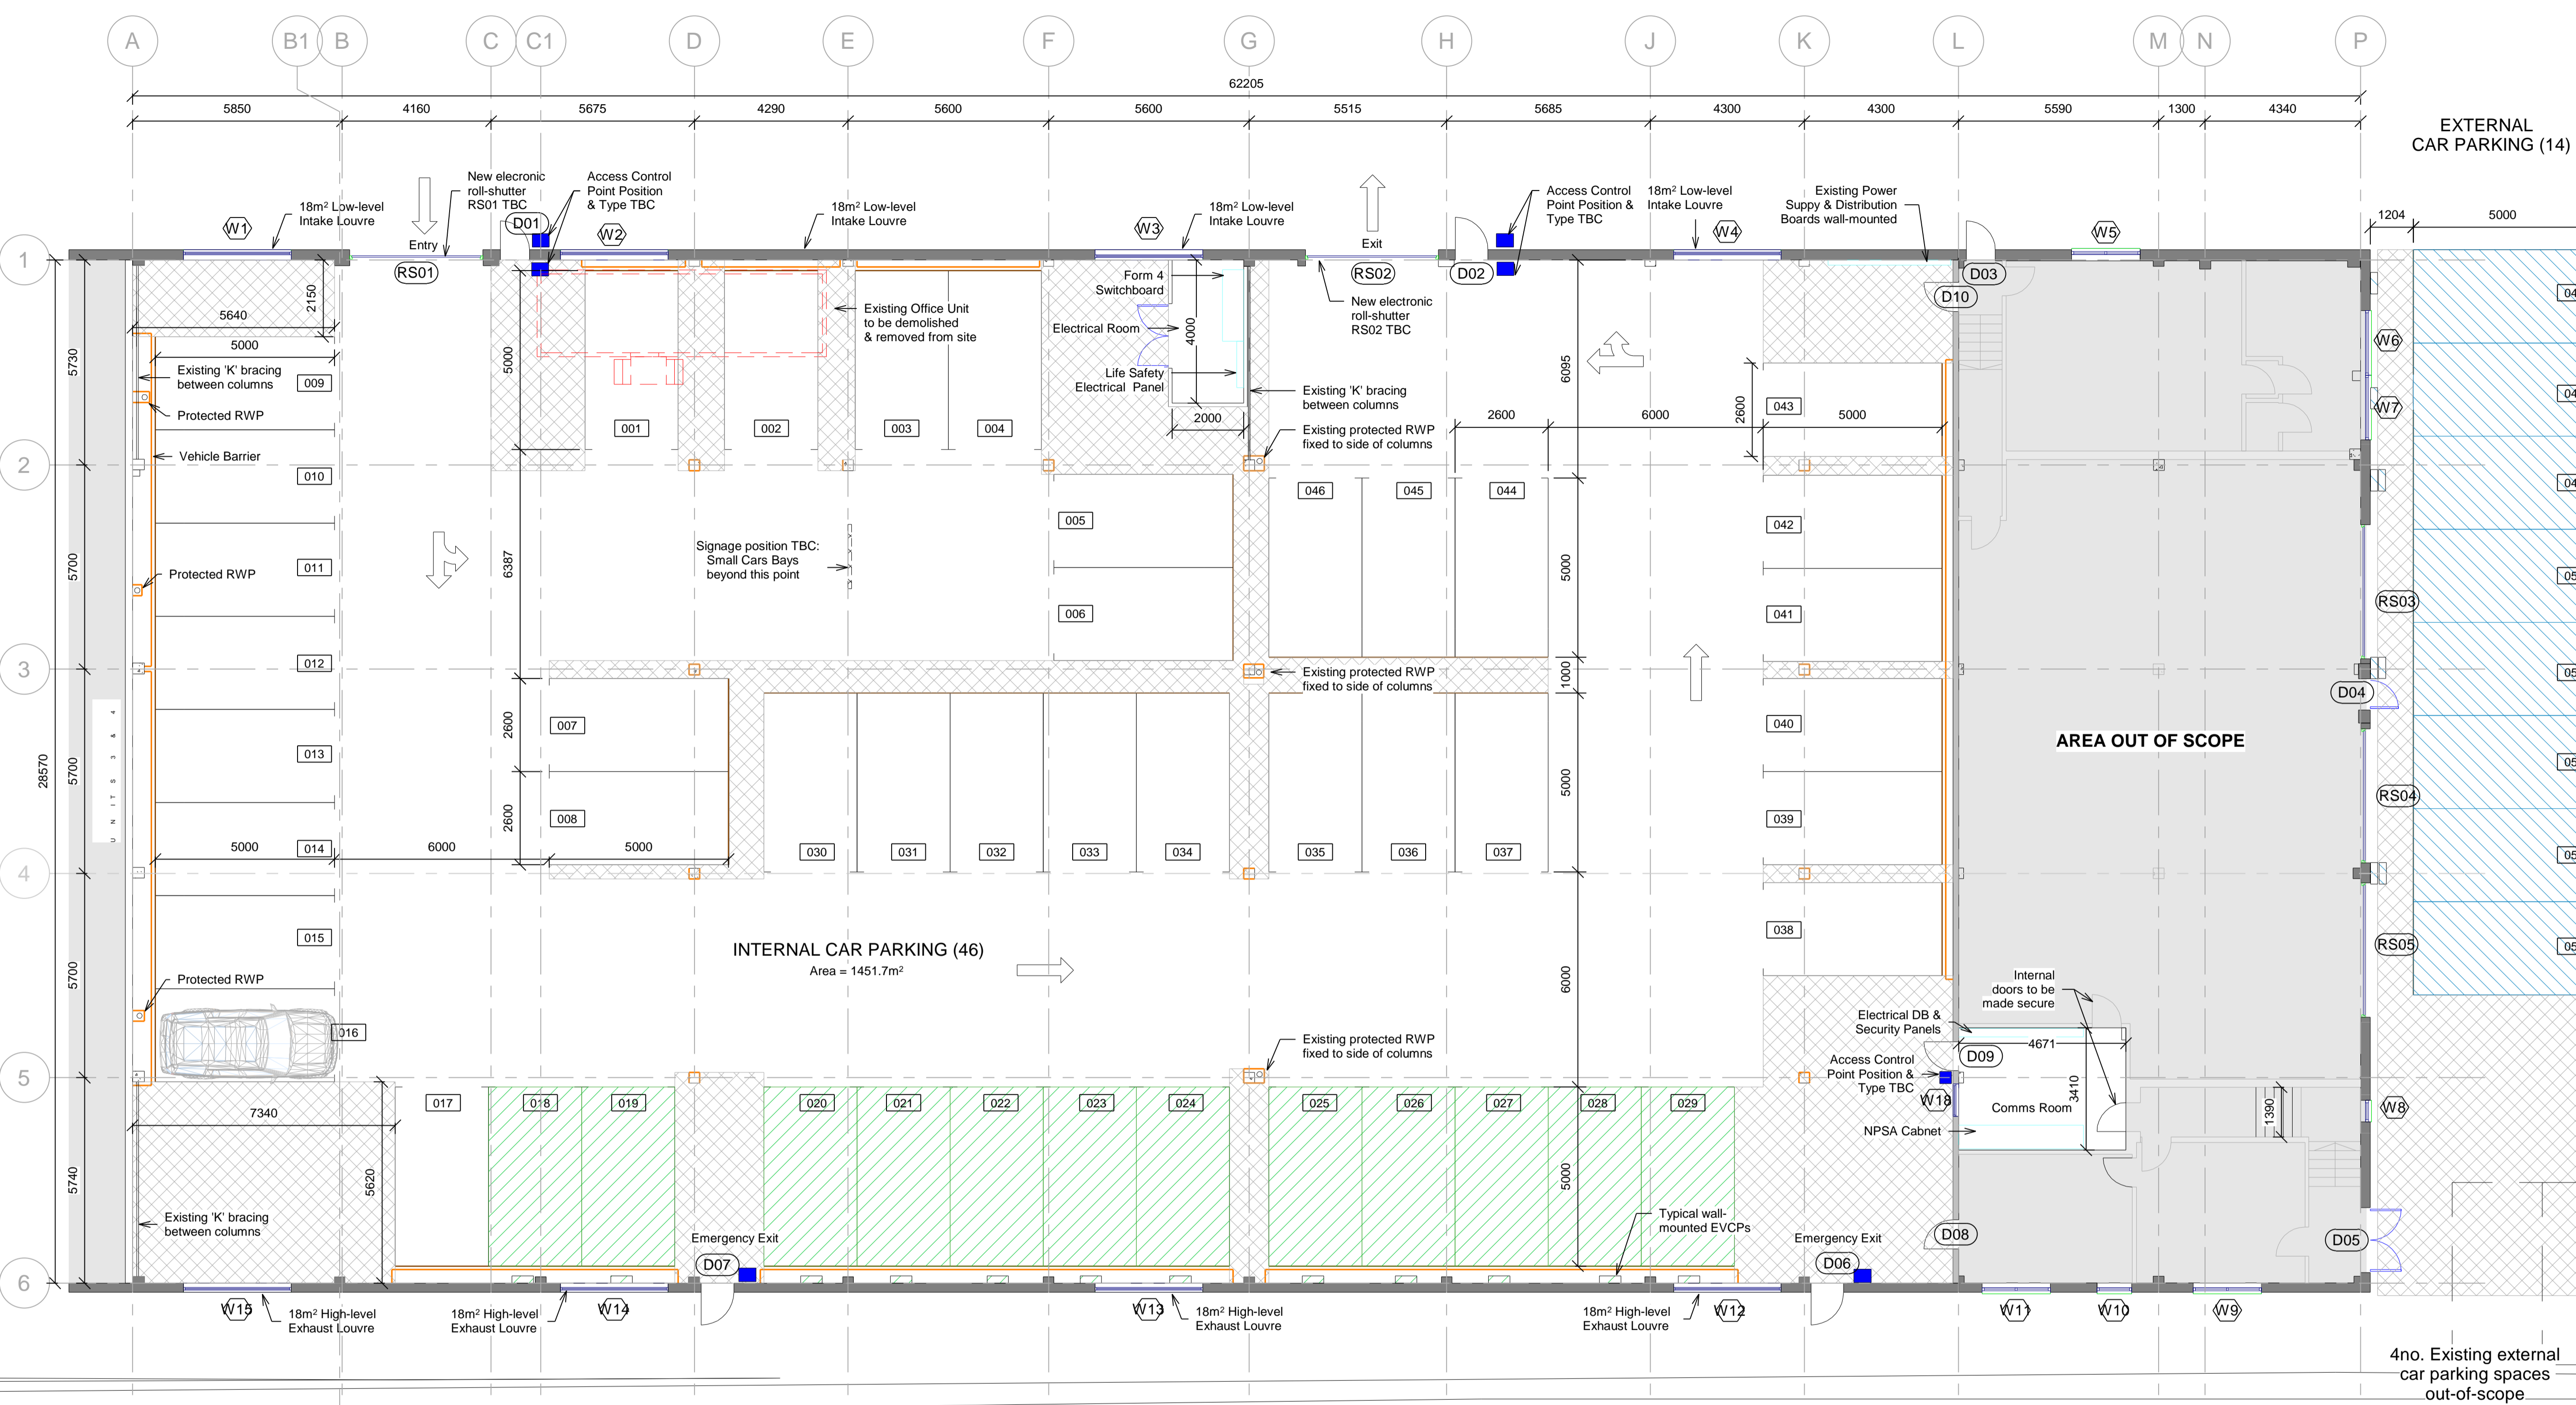 A
B1
B
C
C1
D
E
F
G
H
J
K
L
M
N
P
62205
5850
4160
5675
4290
5600
5600
5515
5685
4300
4300
5590
1300
4340
EXTERNAL
CAR PARKING (14)
1204
5000
New elecronic
roll-shutter
RS01 TBC
Access Control
Point Position
& Type TBC
18m² Low-level
Intake Louvre
W1
Entry
RS01
D01
W2
18m² Low-level
Intake Louvre
W3
18m² Low-level
Intake Louvre
Exit
RS02
D02
Access Control
Point Position &
Type TBC
18m² Low-level
Intake Louvre
W4
Existing Power
Suppy & Distribution
Boards wall-mounted
D03
D10
W5
1
2
3
4
5
6
28570
5730
5700
5700
5700
5740
UNITS 3 & 4
5640
2150
5000
Existing 'K' bracing
between columns
009
Protected RWP
Vehicle Barrier
010
Protected RWP
011
012
013
014
5000
6000
5000
015
Protected RWP
016
7340
5620
Existing 'K' bracing
between columns
5000
6387
2600
2600
001
002
003
004
Existing Office Unit
to be demolished
& removed from site
Form 4
Switchboard
Electrical Room
4000
Life Safety
Electrical Panel
2000
New electronic
roll-shutter
RS02 TBC
Existing 'K' bracing
between columns
Existing protected RWP
fixed to side of columns
6095
2600
6000
2600
5000
043
Signage position TBC:
Small Cars Bays
beyond this point
005
006
046
045
044
5000
042
041
Existing protected RWP
fixed to side of columns
1000
007
008
030
031
032
033
034
035
036
037
5000
040
039
038
INTERNAL CAR PARKING (46)
Area = 1451.7m²
6000
Existing protected RWP
fixed to side of columns
017
018
019
020
021
022
023
024
025
026
027
028
029
5000
Typical wall-
mounted EVCPs
Emergency Exit
D07
Emergency Exit
D06
AREA OUT OF SCOPE
W6
W7
RS03
D04
RS04
RS05
Internal
doors to be
made secure
Electrical DB &
Security Panels
4671
D09
Access Control
Point Position &
Type TBC
W18
3410
Comms Room
NPSA Cabnet
1390
W8
D08
D05
W15
18m² High-level
Exhaust Louvre
18m² High-level
Exhaust Louvre
W14
W13
18m² High-level
Exhaust Louvre
18m² High-level
Exhaust Louvre
W12
W11
W10
W9
4no. Existing external
car parking spaces
out-of-scope